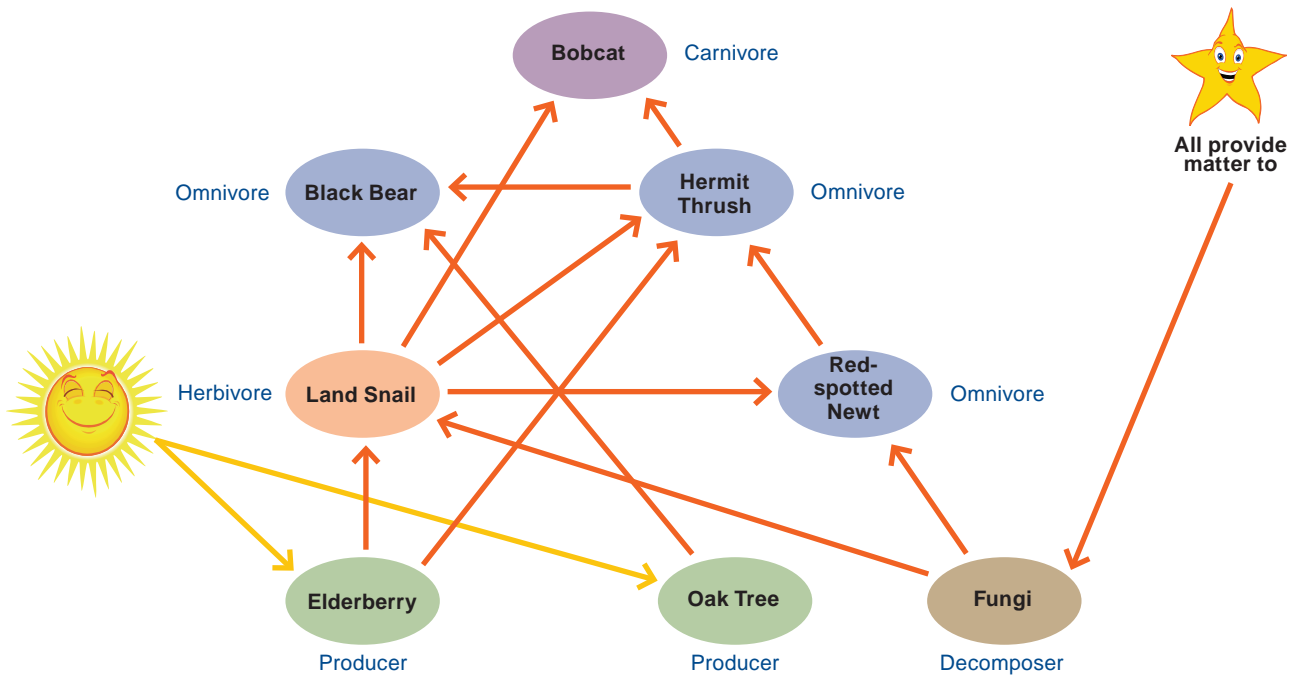 Bobcat
Carnivore
All provide
matter to
Omnivore
Black Bear
Hermit
Thrush
Omnivore
Herbivore
Land Snail
Red-
spotted
Newt
Omnivore
Elderberry
Oak Tree
Fungi
Producer
Producer
Decomposer